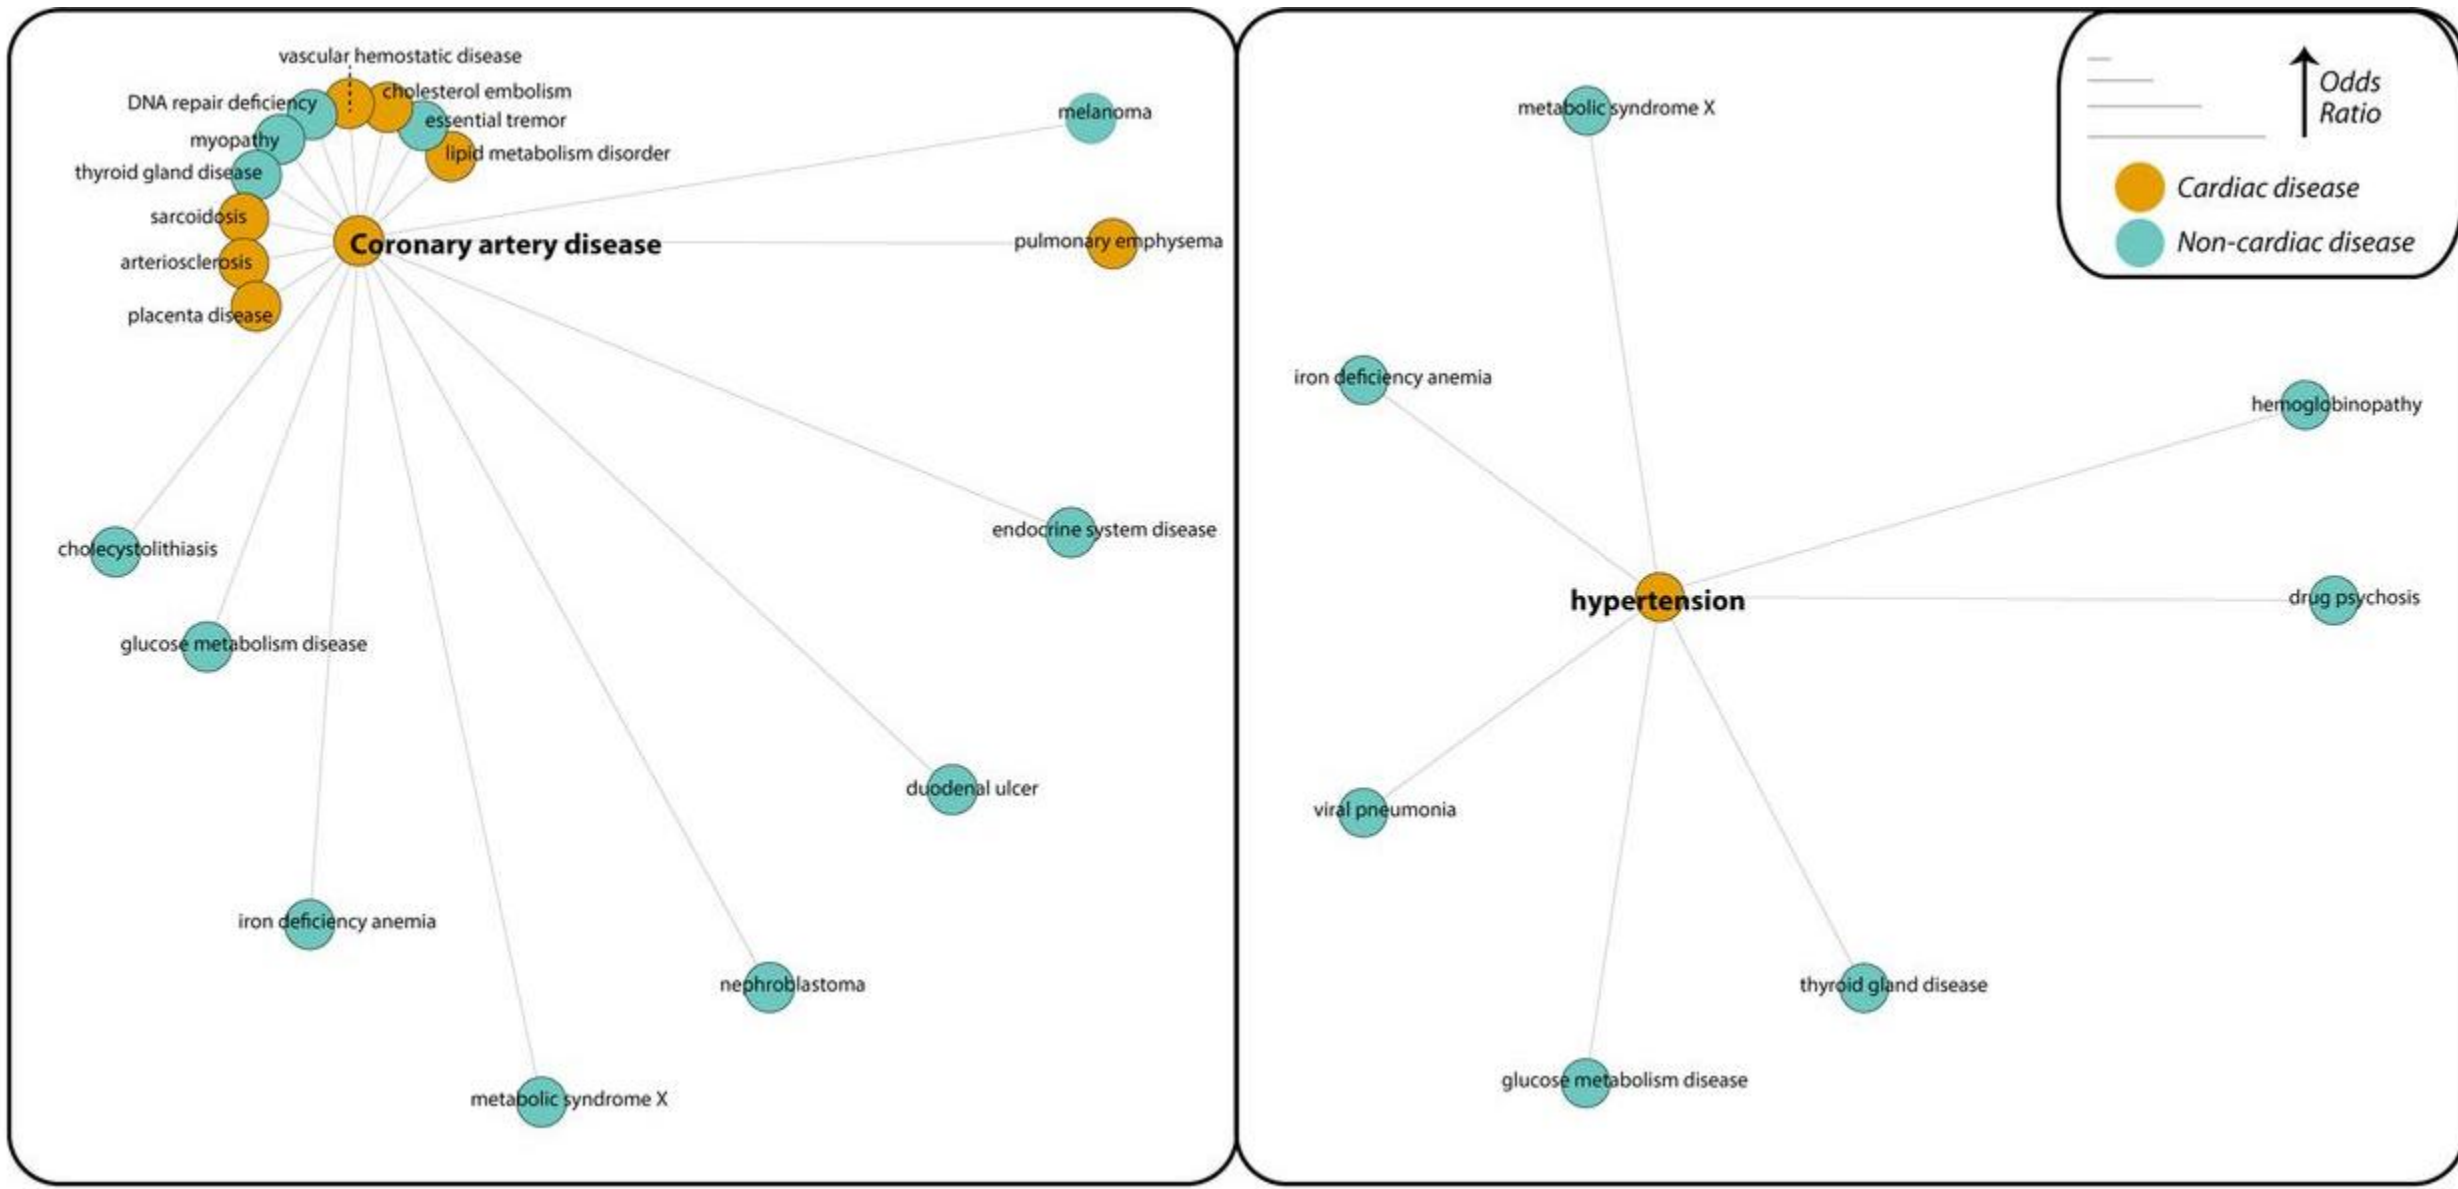 vascular hemostatic disease
cholesterol embolism
DNA repair deficiency
essential tremor
myopathy
lipid metabolism disorder
thyroid gland disease
sarcoidosis
Coronary artery disease
arteriosclerosis
placenta disease
melanoma
pulmonary emphysema
endocrine system disease
cholecystolithiasis
glucose metabolism disease
duodenal ulcer
iron deficiency anemia
nephroblastoma
metabolic syndrome X
metabolic syndrome X
iron deficiency anemia
hemoglobinopathy
hypertension
drug psychosis
viral pneumonia
thyroid gland disease
glucose metabolism disease
Odds
Ratio
Cardiac disease
Non-cardiac disease